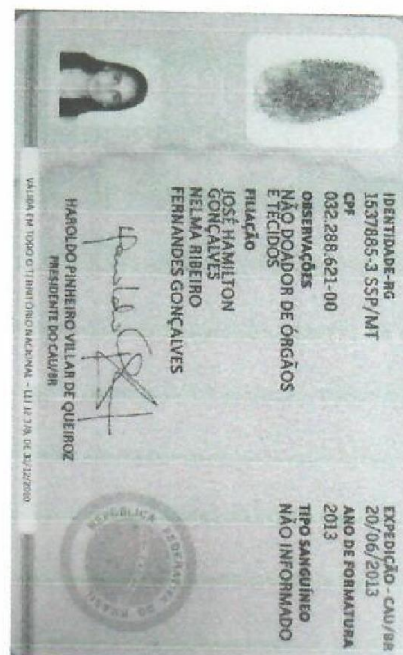 IDENTIDADE-RG
1537885-3 SSP/MT
CPF
032.288.621-00
OBSERVAÇÕES
NÃO DOADOR DE ÓRGÃOS
E TECIDOS
FILIAÇÃO
JOSÉ HAMILTON
GONÇALVES
NELMA RIBEIRO
FERNANDES GONÇALVES
EXPEDIÇÃO - CAU/BR
20/06/2013
ANO DE FORMATURA
2013
TIPO SANGUÍNEO
NÃO INFORMADO
HAROLDO PINHEIRO VILLAR DE QUEIROZ
PRESIDENTE DO CAU/BR
REPÚBLICA FEDERATIVA DO BRASIL
VÁLIDA EM TODO O TERRITÓRIO NACIONAL - LEI 12.378, DE 31/12/2010